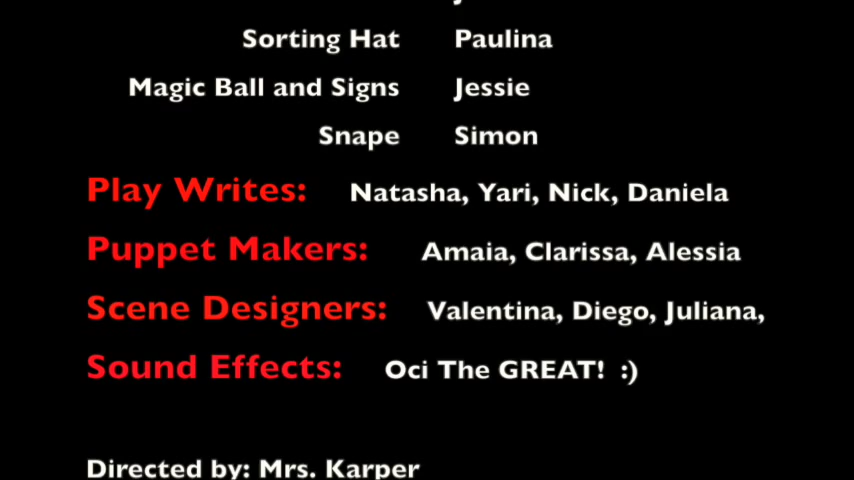 Sorting Hat Paulina
Magic Ball and Signs Jessie
Snape Simon
Play Writes: Natasha, Yari, Nick, Daniela
Puppet Makers: Amaia, Clarissa, Alessia
Scene Designers: Valentina, Diego, Juliana,
Sound Effects: Oci The GREAT! :)
Directed by: Mrs. Karper